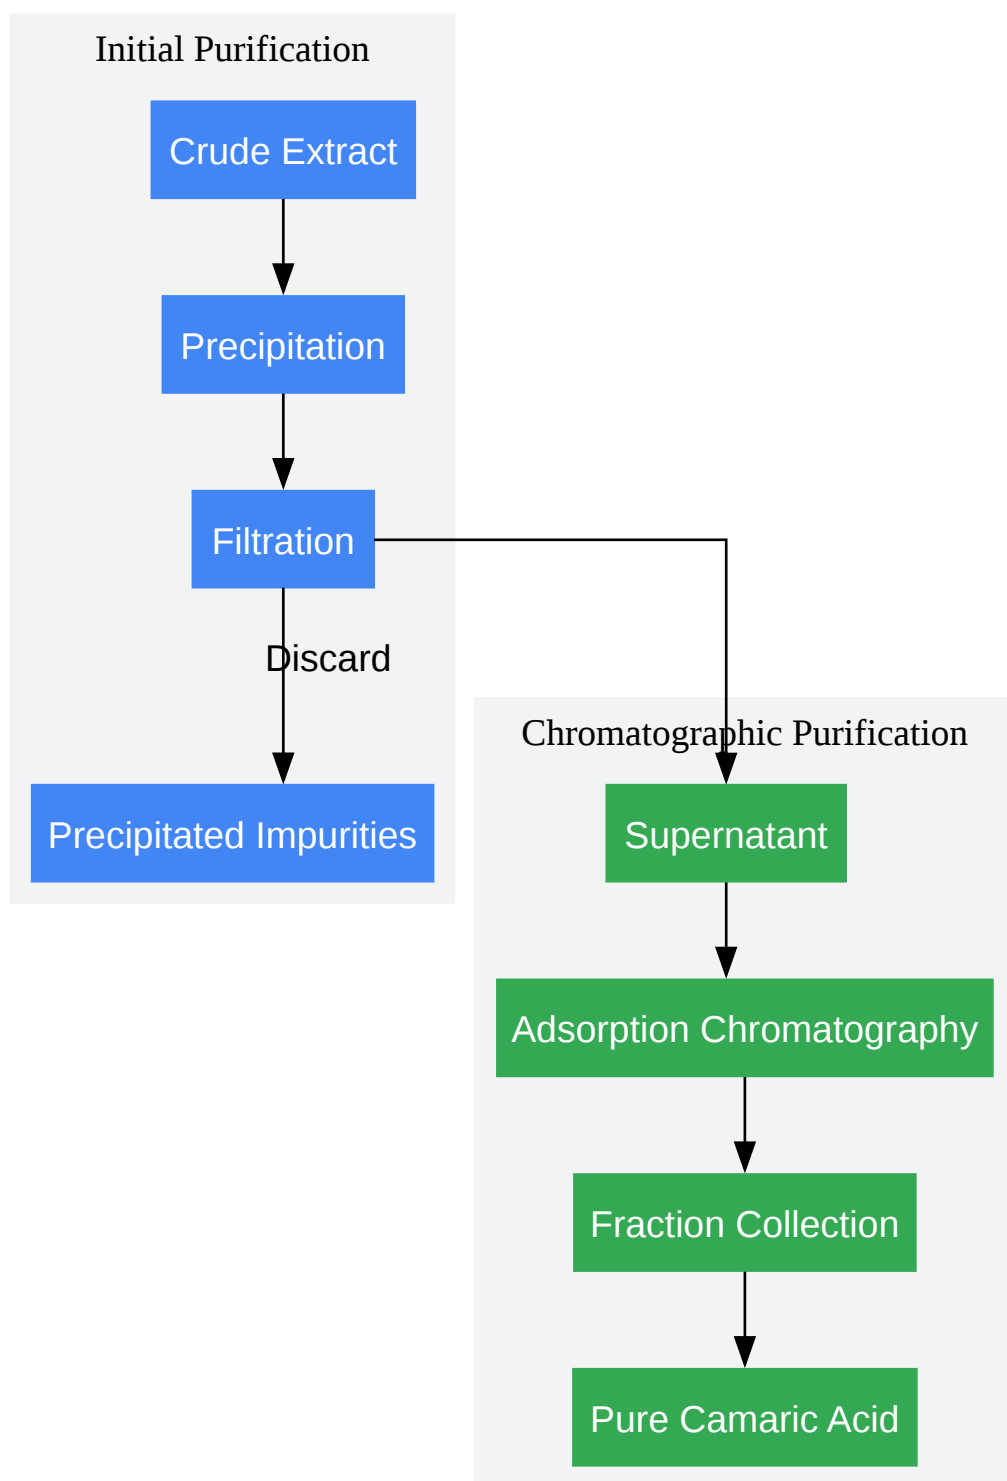 Initial Purification
Crude Extract
Precipitation
Filtration
Discard
Precipitated Impurities
Chromatographic Purification
Supernatant
Adsorption Chromatography
Fraction Collection
Pure Camaric Acid